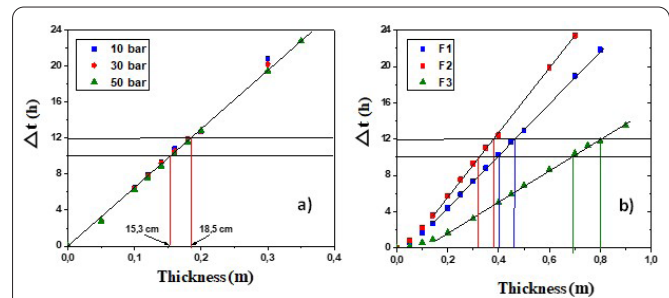 24
20
16
12
8
4
0
Δt (h)
10 bar
30 bar
50 bar
a)
15,3 cm
18,5 cm
0,0 0,1 0,2 0,3 0,4
Thickness (m)
24
20
16
12
8
4
0
Δt (h)
F1
F2
F3
b)
0,0 0,2 0,4 0,6 0,8 1,0
Thickness (m)